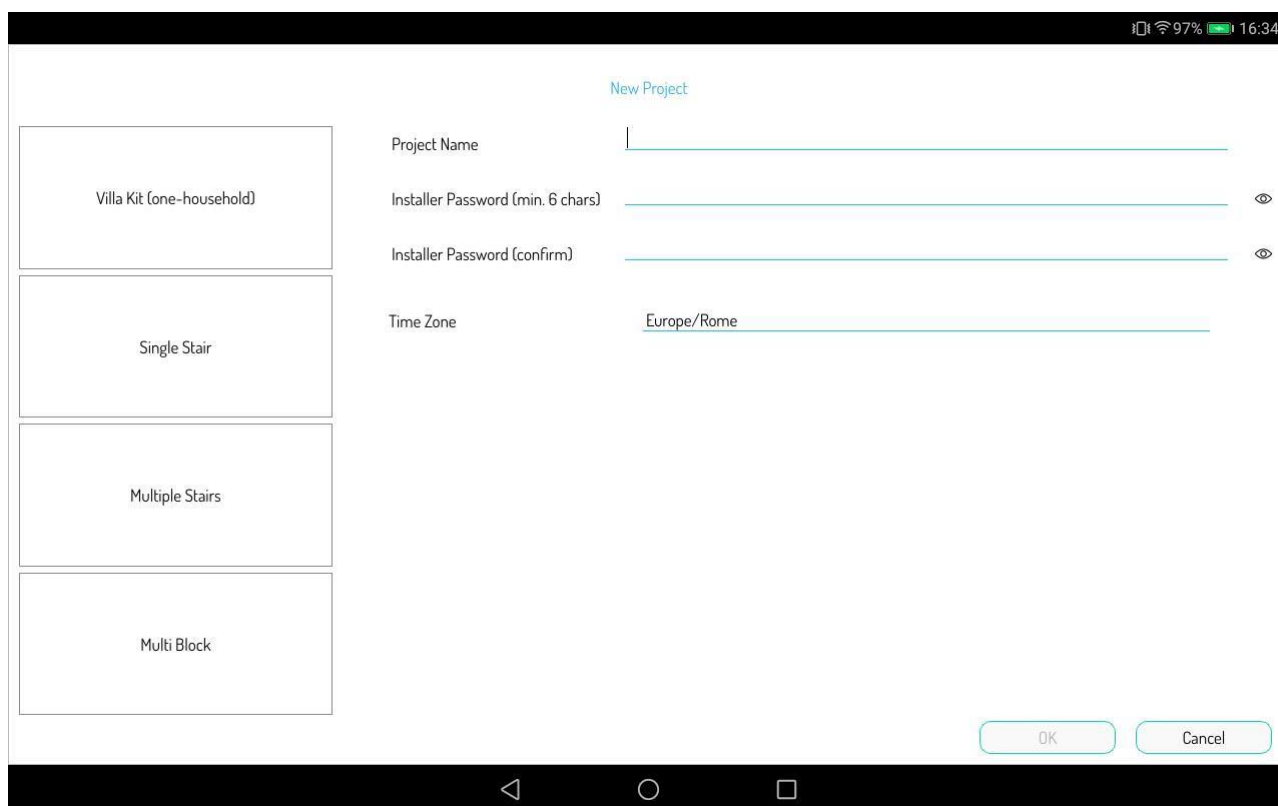 97% 16:34
New Project
Villa Kit (one-household)
Single Stair
Multiple Stairs
Multi Block
Project Name
Installer Password (min. 6 chars)
Installer Password (confirm)
Time Zone Europe/Rome
OK Cancel